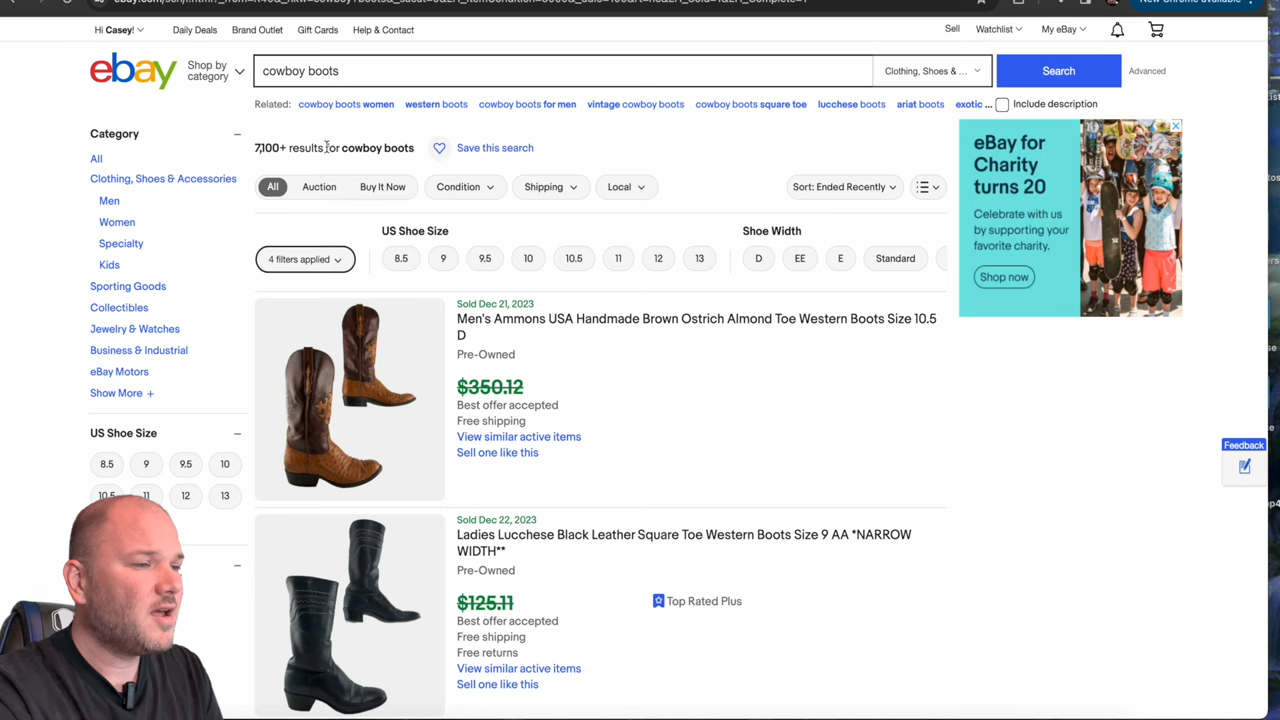 New Chrome available
Hi Casey!
Daily Deals
Brand Outlet
Gift Cards
Help & Contact
Sell
Watchlist
My eBay
ebay
Shop by
category
cowboy boots
Clothing, Shoes & ...
Search
Advanced
Related:
cowboy boots women
western boots
cowboy boots for men
vintage cowboy boots
cowboy boots square toe
lucchese boots
ariat boots
exotic ...
Include description
Category
All
Clothing, Shoes & Accessories
Men
Women
Specialty
Kids
Sporting Goods
Collectibles
Jewelry & Watches
Business & Industrial
eBay Motors
Show More +
US Shoe Size
8.5
9
9.5
10
10.5
11
12
13
7,100+ results for cowboy boots
Save this search
All
Auction
Buy It Now
Condition
Shipping
Local
Sort: Ended Recently
4 filters applied
US Shoe Size
8.5
9
9.5
10
10.5
11
12
13
Shoe Width
D
EE
E
Standard
Sold Dec 21, 2023
Men's Ammons USA Handmade Brown Ostrich Almond Toe Western Boots Size 10.5
D
Pre-Owned
$350.12
Best offer accepted
Free shipping
View similar active items
Sell one like this
Sold Dec 22, 2023
Ladies Lucchese Black Leather Square Toe Western Boots Size 9 AA *NARROW
WIDTH**
Pre-Owned
$125.11
Best offer accepted
Free shipping
Free returns
View similar active items
Sell one like this
Top Rated Plus
eBay for
Charity
turns 20
Celebrate with us
by supporting your
favorite charity.
Shop now
Feedback